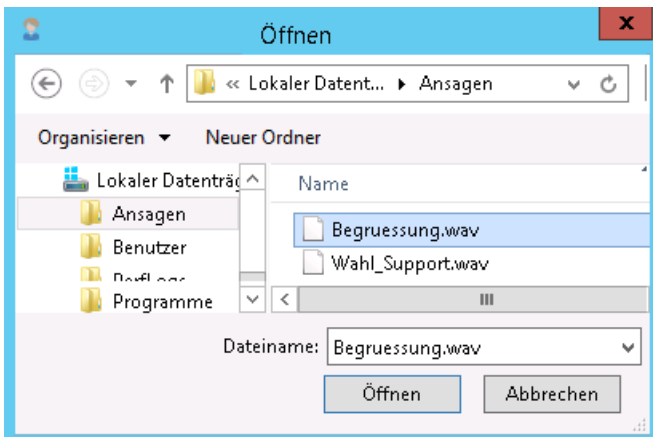 Öffnen
x
« Lokaler Datent... ▸ Ansagen
Organisieren ▾ Neuer Ordner
Lokaler Datenträg
Ansagen
Benutzer
PerfLogs
Programme
Name
Begruessung.wav
Wahl_Support.wav
Dateiname: Begruessung.wav
Öffnen Abbrechen